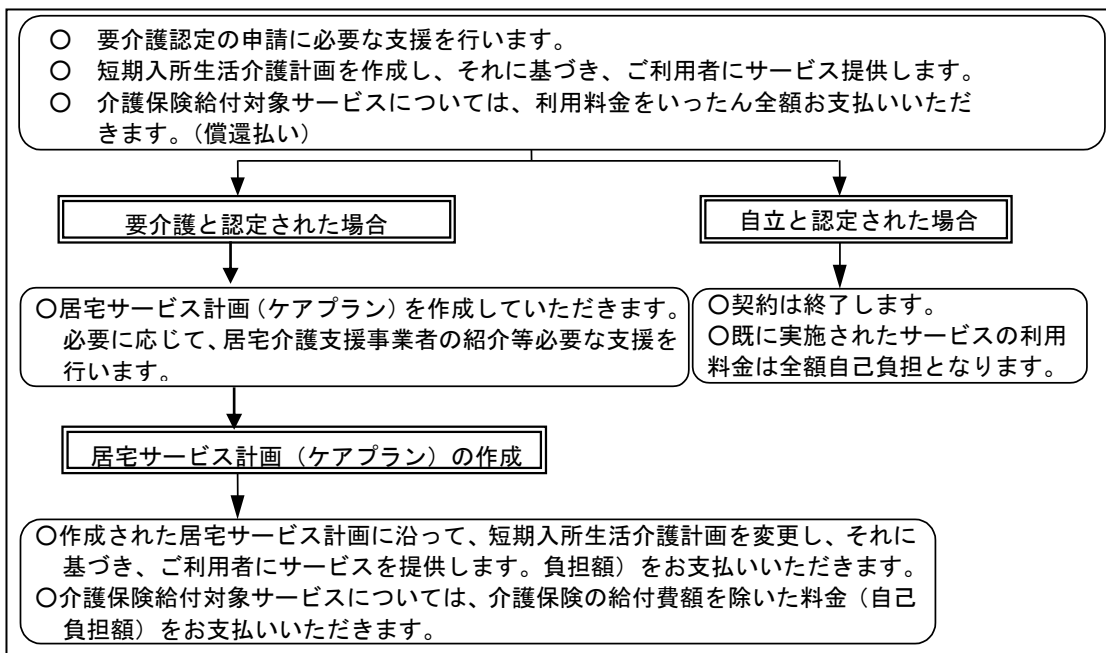 ○ 要介護認定の申請に必要な支援を行います。
○ 短期入所生活介護計画を作成し、それに基づき、ご利用者にサービス提供します。
○ 介護保険給付対象サービスについては、利用料金をいったん全額お支払いいただ
きます。（償還払い）
要介護と認定された場合
自立と認定された場合
○居宅サービス計画（ケアプラン）を作成していただきます。
必要に応じて、居宅介護支援事業者の紹介等必要な支援を
行います。
○契約は終了します。
○既に実施されたサービスの利用
料金は全額自己負担となります。
居宅サービス計画（ケアプラン）の作成
○作成された居宅サービス計画に沿って、短期入所生活介護計画を変更し、それに
基づき、ご利用者にサービスを提供します。負担額）をお支払いいただきます。
○介護保険給付対象サービスについては、介護保険の給付費額を除いた料金（自己
負担額）をお支払いいただきます。